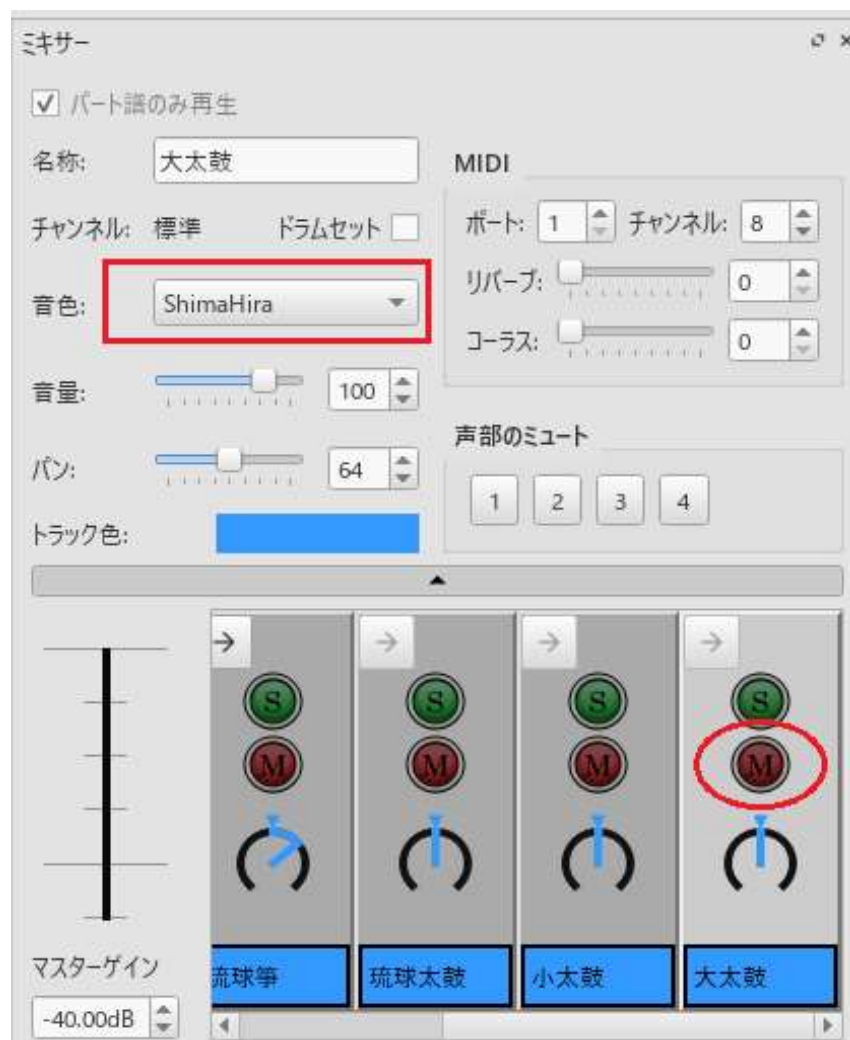 ミキサー
パート譜のみ再生
名称: 大太鼓
チャンネル: 標準 ドラムセット
音色: ShimaHira
音量: 100
パン: 64
トラック色:
MIDI
ポート: 1 チャンネル: 8
リバーブ: 0
コーラス: 0
声部のミュート
1 2 3 4
S S S S
M M M M
マスターゲイン
-40.00dB
琉球箏 琉球太鼓 小太鼓 大太鼓